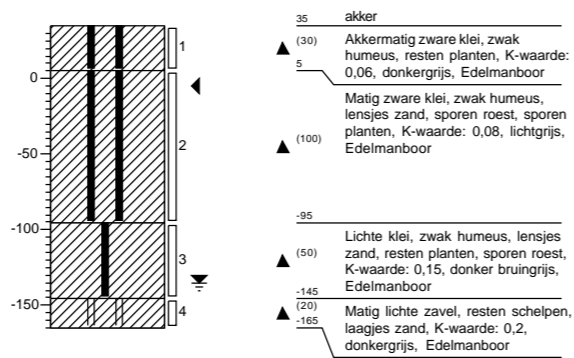 35 akker
1
(30) Akkermatig zware klei, zwak
humeus, resten planten, K-waarde:
0,06, donkergrijs, Edelmanboor
5
0
Matig zware klei, zwak humeus,
lensjes zand, sporen roest, sporen
planten, K-waarde: 0,08, lichtgrijs,
Edelmanboor
(100)
2
-50
-95
-100
Lichte klei, zwak humeus, lensjes
zand, resten planten, sporen roest,
K-waarde: 0,15, donker bruingrijs,
Edelmanboor
(50)
3
-145
-150
4
(20)
-165
Matig lichte zavel, resten schelpen,
laagjes zand, K-waarde: 0,2,
donkergrijs, Edelmanboor